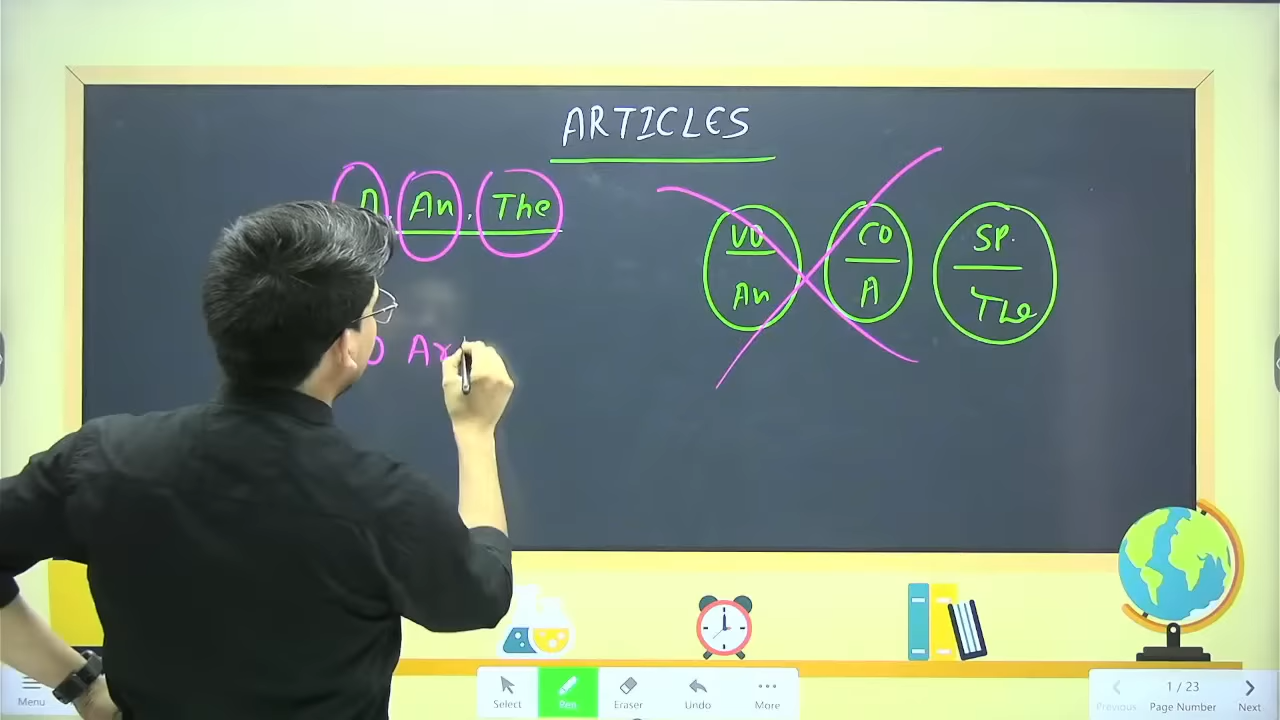 ARTICLES
A, An, The
VO CO SP.
An A The
Menu Select Pen Eraser Undo More Previous 1 / 23 Page Number Next